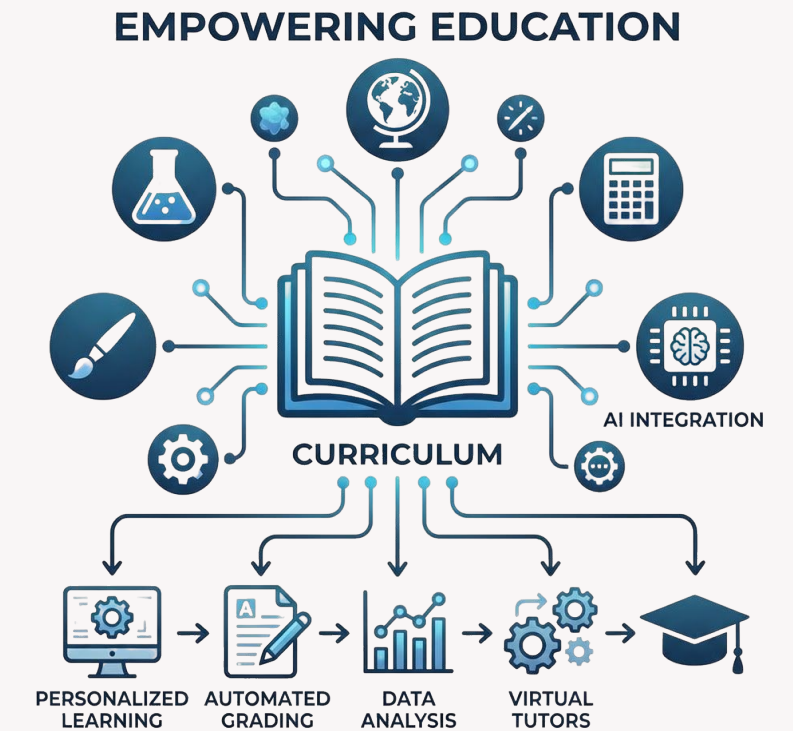 EMPOWERING EDUCATION
AI INTEGRATION
CURRICULUM
A
PERSONALIZED
LEARNING
AUTOMATED
GRADING
DATA
ANALYSIS
VIRTUAL
TUTORS